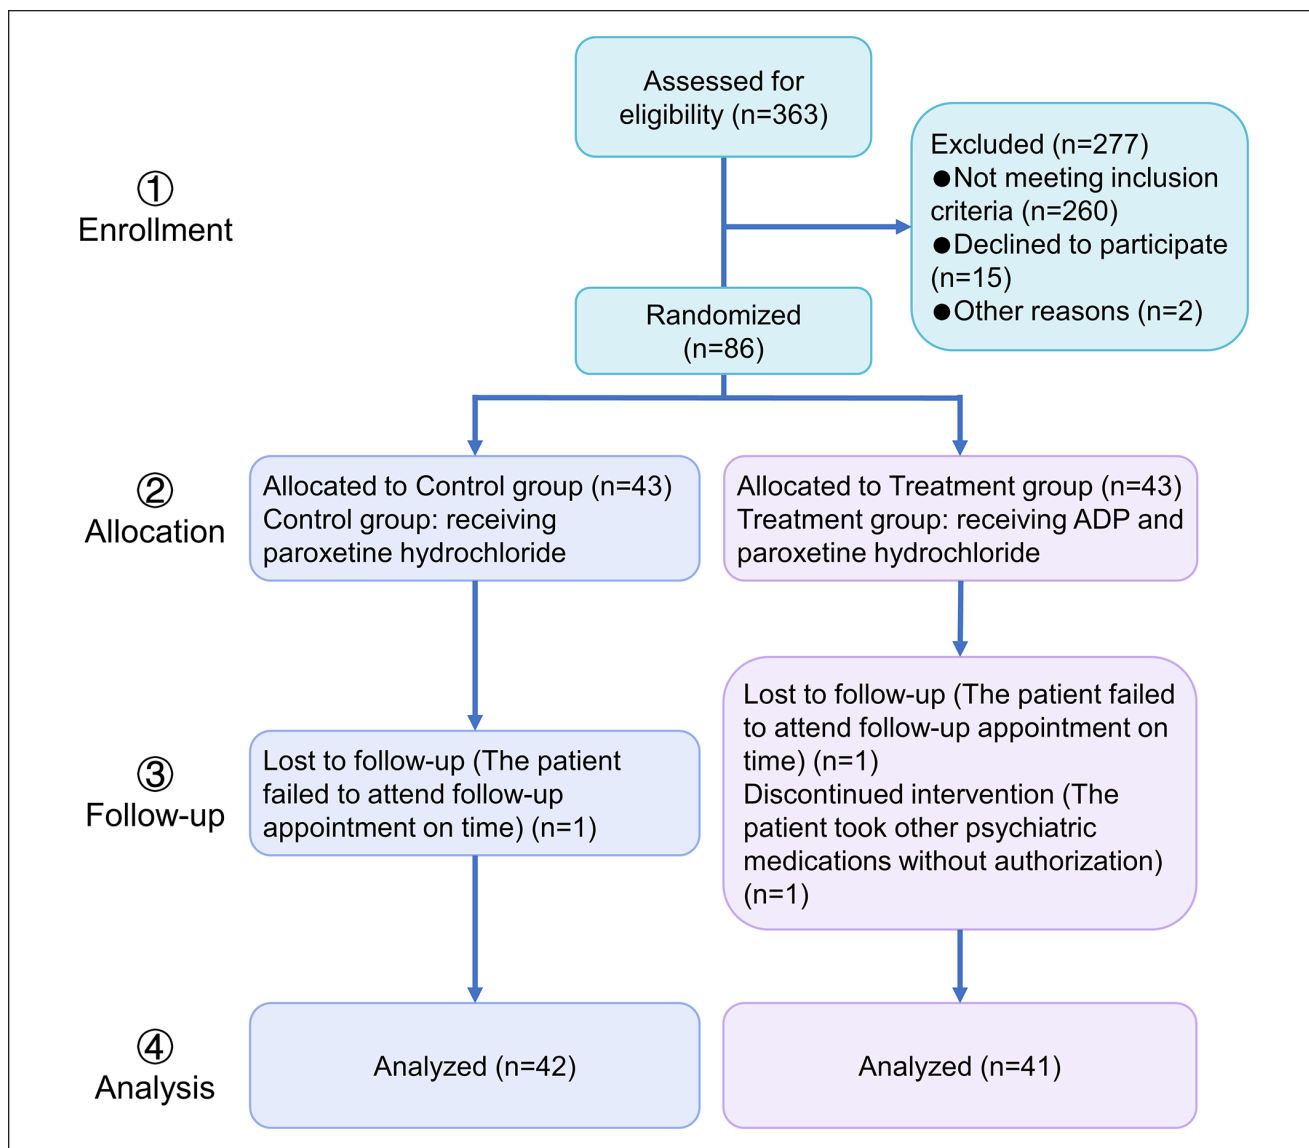 Assessed for
eligibility (n=363)
Excluded (n=277)
●Not meeting inclusion
criteria (n=260)
●Declined to participate
(n=15)
●Other reasons (n=2)
①
Enrollment
Randomized
(n=86)
②
Allocation
Allocated to Control group (n=43)
Control group: receiving
paroxetine hydrochloride
Allocated to Treatment group (n=43)
Treatment group: receiving ADP and
paroxetine hydrochloride
③
Follow-up
Lost to follow-up (The patient
failed to attend follow-up
appointment on time) (n=1)
Lost to follow-up (The patient failed
to attend follow-up appointment on
time) (n=1)
Discontinued intervention (The
patient took other psychiatric
medications without authorization)
(n=1)
④
Analysis
Analyzed (n=42)
Analyzed (n=41)